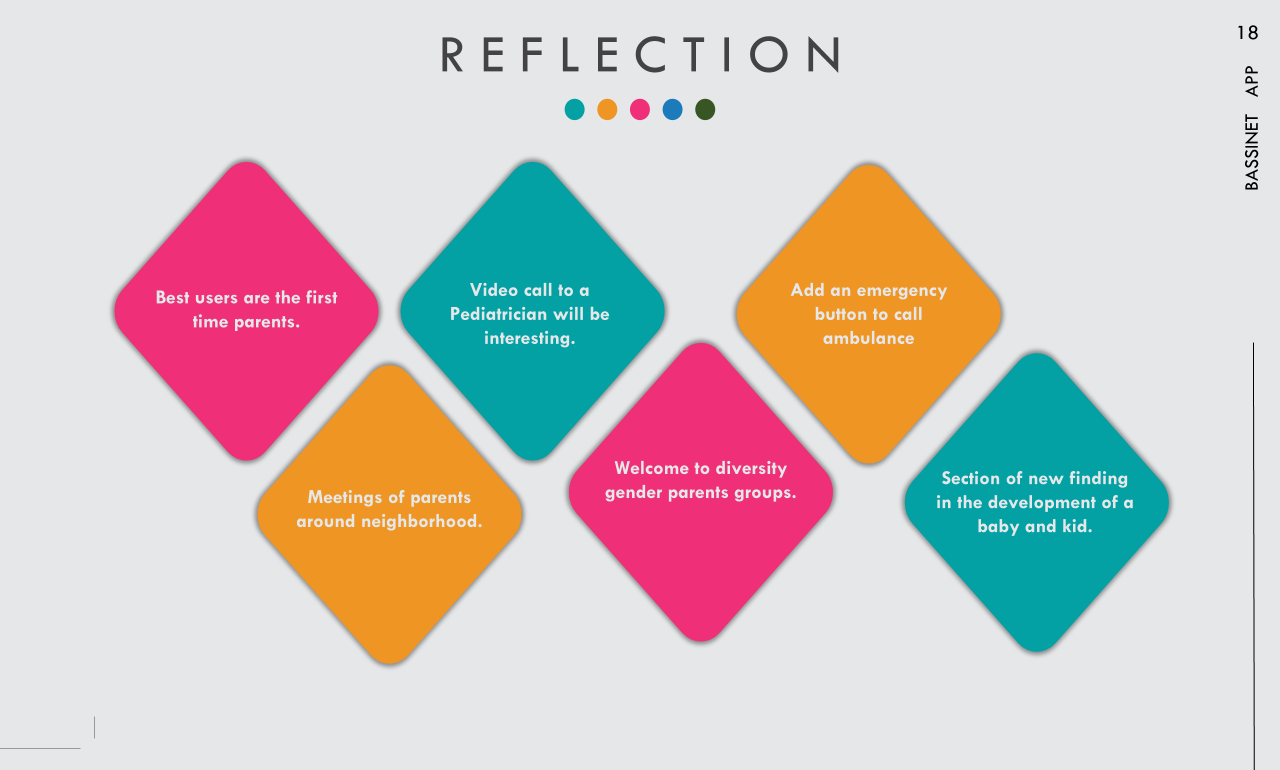 REFLECTION
18
BASSINET APP
Best users are the first
time parents.
Video call to a
Pediatrician will be
interesting.
Add an emergency
button to call
ambulance
Meetings of parents
around neighborhood.
Welcome to diversity
gender parents groups.
Section of new finding
in the development of a
baby and kid.